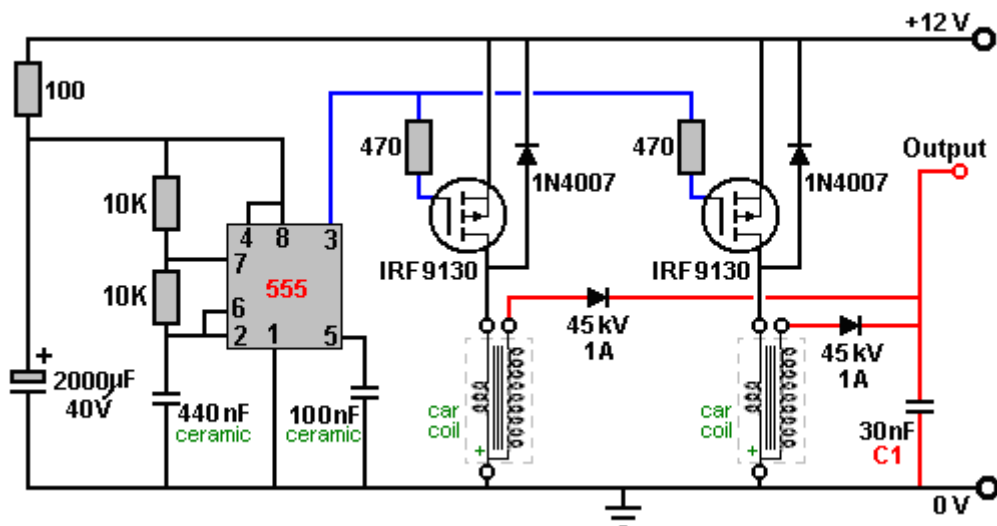 +12 V
100
470
470
Output
1N4007
1N4007
10K
4 8 3
7
IRF9130
IRF9130
10K
555
6
2 1 5
45 kV
1A
45 kV
1A
+
2000µF
40V
440 nF
ceramic
100nF
ceramic
car
coil
+
car
coil
+
30nF
C1
0 V